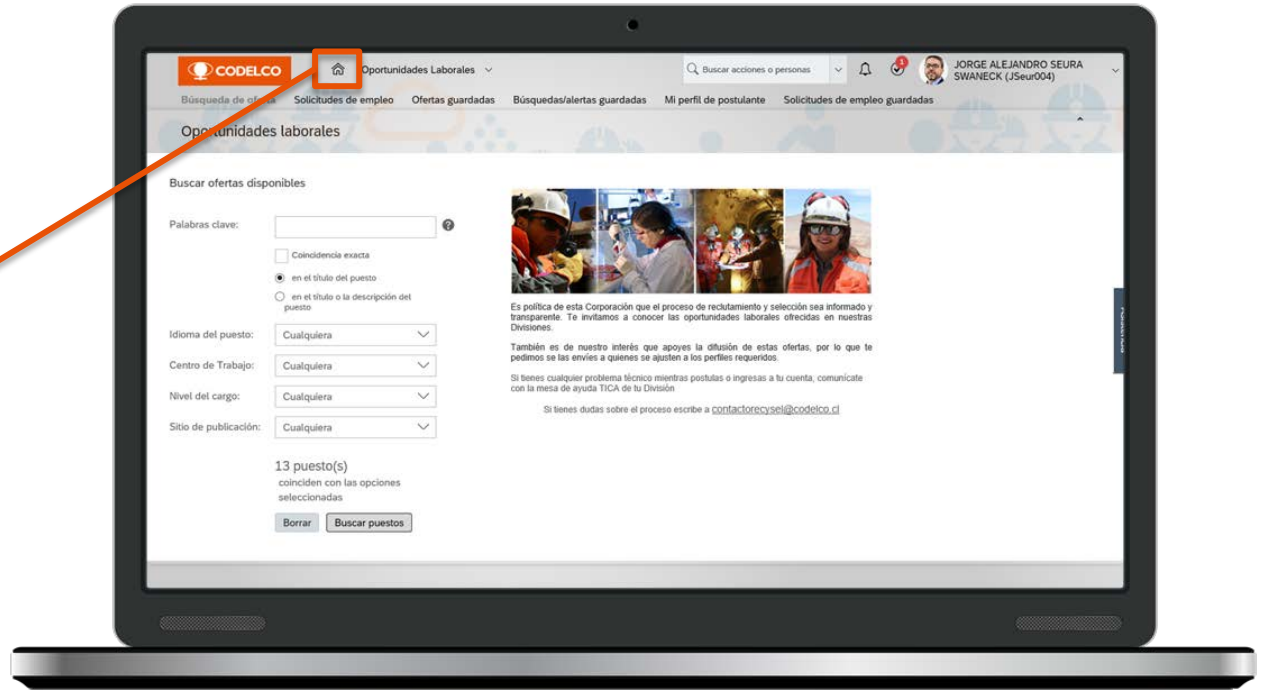 CODELCO
Oportunidades Laborales
Buscar acciones o personas
1
JORGE ALEJANDRO SEURA
SWANECK (JSeur004)
Búsqueda de oferta
Solicitudes de empleo
Ofertas guardadas
Búsquedas/alertas guardadas
Mi perfil de postulante
Solicitudes de empleo guardadas
Oportunidades laborales
Buscar ofertas disponibles
Palabras clave:
Coincidencia exacta
en el título del puesto
en el título o la descripción del
puesto
Idioma del puesto:
Cualquiera
Centro de Trabajo:
Cualquiera
Nivel del cargo:
Cualquiera
Sitio de publicación:
Cualquiera
13 puesto(s)
coinciden con las opciones
seleccionadas
Borrar
Buscar puestos
Es política de esta Corporación que el proceso de reclutamiento y selección sea informado y
transparente. Te invitamos a conocer las oportunidades laborales ofrecidas en nuestras
Divisiones.
También es de nuestro interés que apoyes la difusión de estas ofertas, por lo que te
pedimos se las envíes a quienes se ajusten a los perfiles requeridos.
Si tienes cualquier problema técnico mientras postulas o ingresas a tu cuenta, comunícate
con la mesa de ayuda TICA de tu División
Si tienes dudas sobre el proceso escribe a contactorecysel@codelco.cl